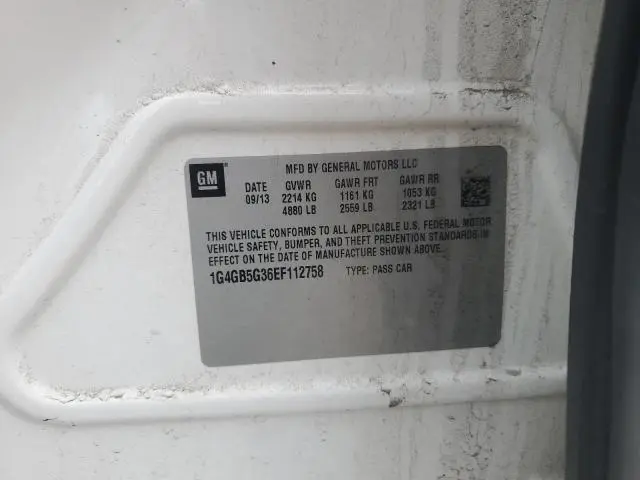 GM
MFD BY GENERAL MOTORS LLC
DATE GVWR GAWR FRT GAWR RR
09/13 2214 KG 1161 KG 1053 KG
4880 LB 2559 LB 2321 LB
THIS VEHICLE CONFORMS TO ALL APPLICABLE U.S. FEDERAL MOTOR
VEHICLE SAFETY, BUMPER, AND THEFT PREVENTION STANDARDS IN
EFFECT ON THE DATE OF MANUFACTURE SHOWN ABOVE.
1G4GB5G36EF112758 TYPE: PASS CAR